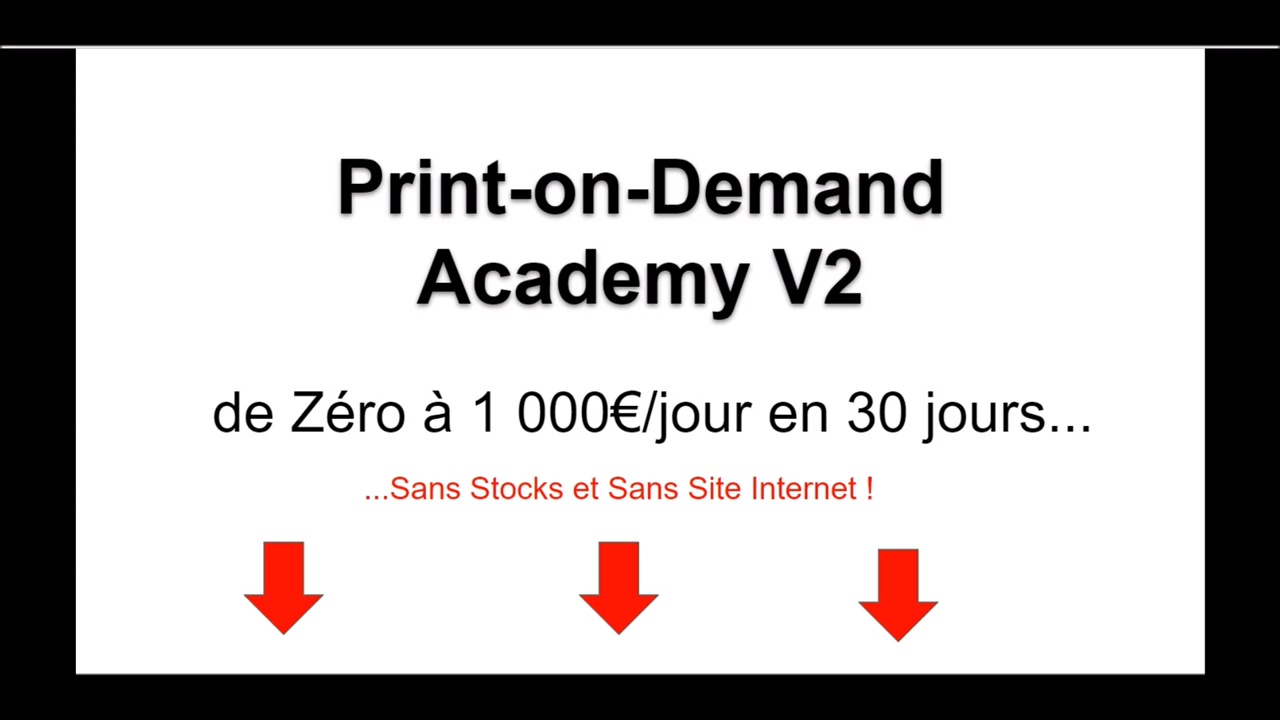 Print-on-Demand
Academy V2
de Zéro à 1 000€/jour en 30 jours...
...Sans Stocks et Sans Site Internet !